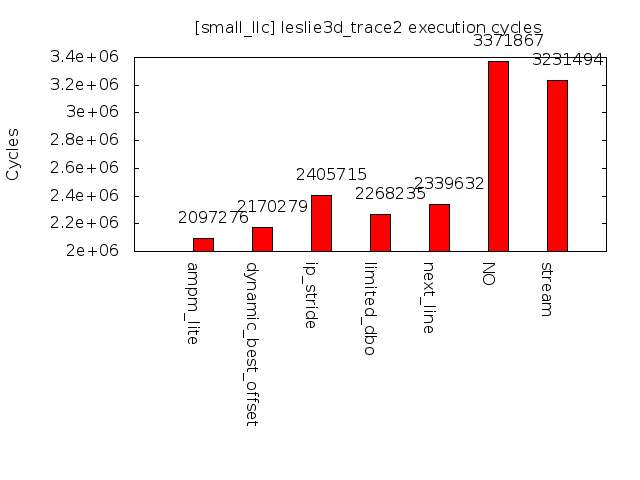 [small_llc] leslie3d_trace2 execution cycles
Cycles
3.4e+06
3.2e+06
3e+06
2.8e+06
2.6e+06
2.4e+06
2.2e+06
2e+06
2097276
2170279
2405715
2268235
2339632
3371867
3231494
ampm_lite
dynamic_best_offset
ip_stride
limited_dbo
next_line
NO
stream